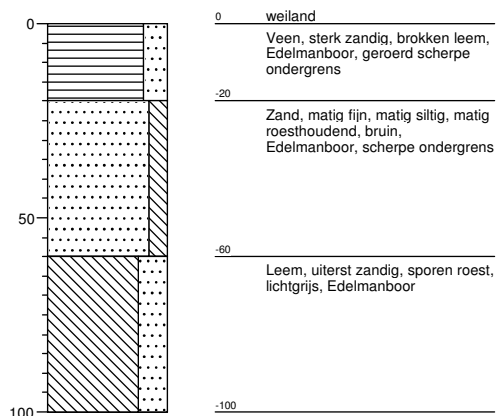 0
50
100
0 weiland
Veen, sterk zandig, brokken leem,
Edelmanboor, geroerd scherpe
ondergrens
-20
Zand, matig fijn, matig siltig, matig
roesthoudend, bruin,
Edelmanboor, scherpe ondergrens
-60
Leem, uiterst zandig, sporen roest,
lichtgrijs, Edelmanboor
-100